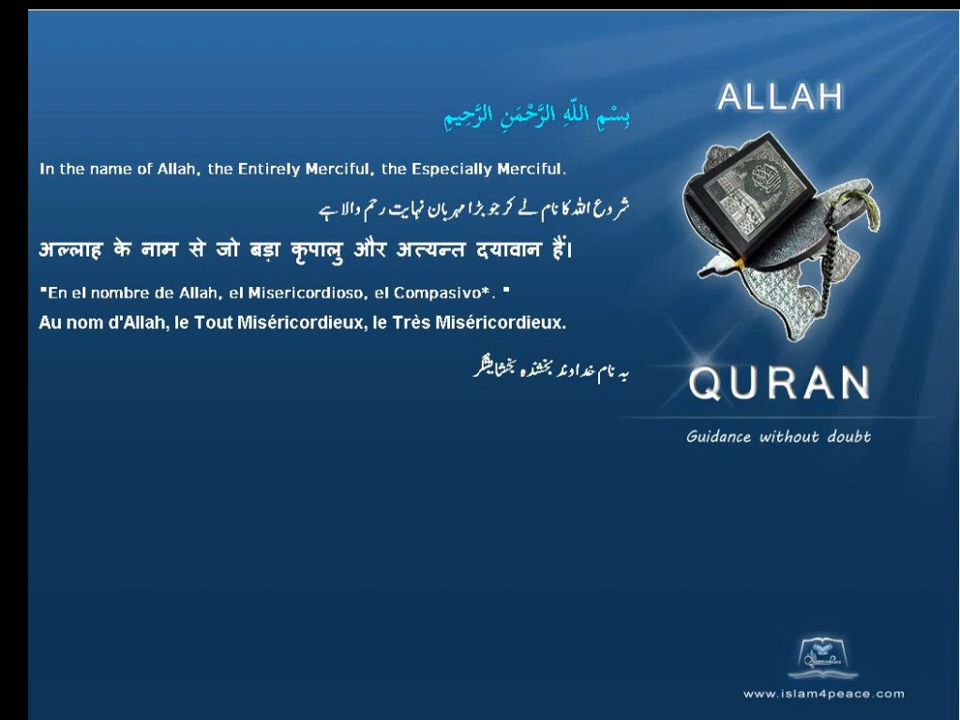 بِسْمِ اللّهِ الرَّحْمَنِ الرَّحِيمِ
In the name of Allah, the Entirely Merciful, the Especially Merciful.
شروع اللہ کا نام لے کر جو بڑا مہربان نہایت رحم والا ہے
अल्लाह के नाम से जो बड़ा कृपालु और अत्यन्त दयावान हैं।
"En el nombre de Allah, el Misericordioso, el Compasivo*. "
Au nom d'Allah, le Tout Miséricordieux, le Très Miséricordieux.
به نام خداوند بخشنده بخشایشگر
ALLAH
QURAN
Guidance without doubt
www.islam4peace.com